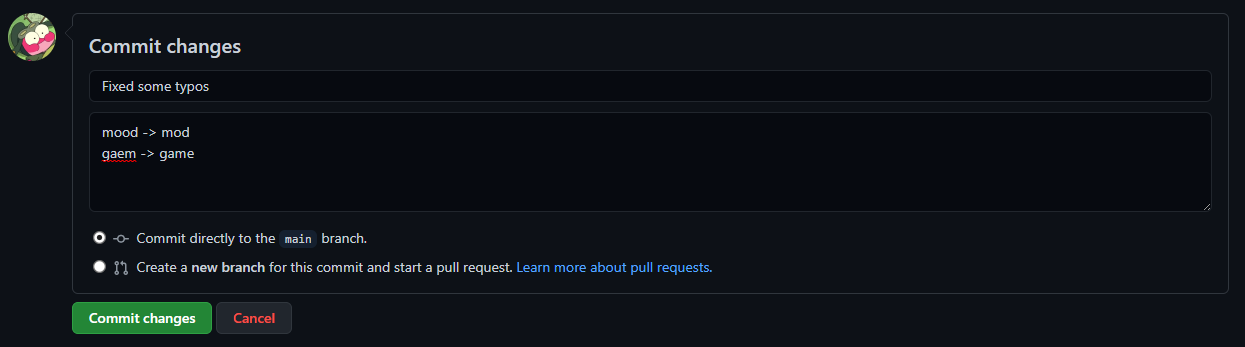 Commit changes
Fixed some typos
mood -> mod
gaem -> game
Commit directly to the main branch.
Create a new branch for this commit and start a pull request. Learn more about pull requests.
Commit changes Cancel